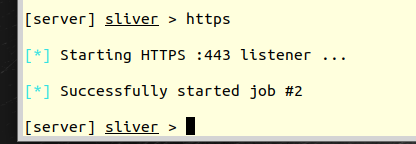 [server] sliver > https
[*] Starting HTTPS :443 listener ...
[*] Successfully started job #2
[server] sliver >